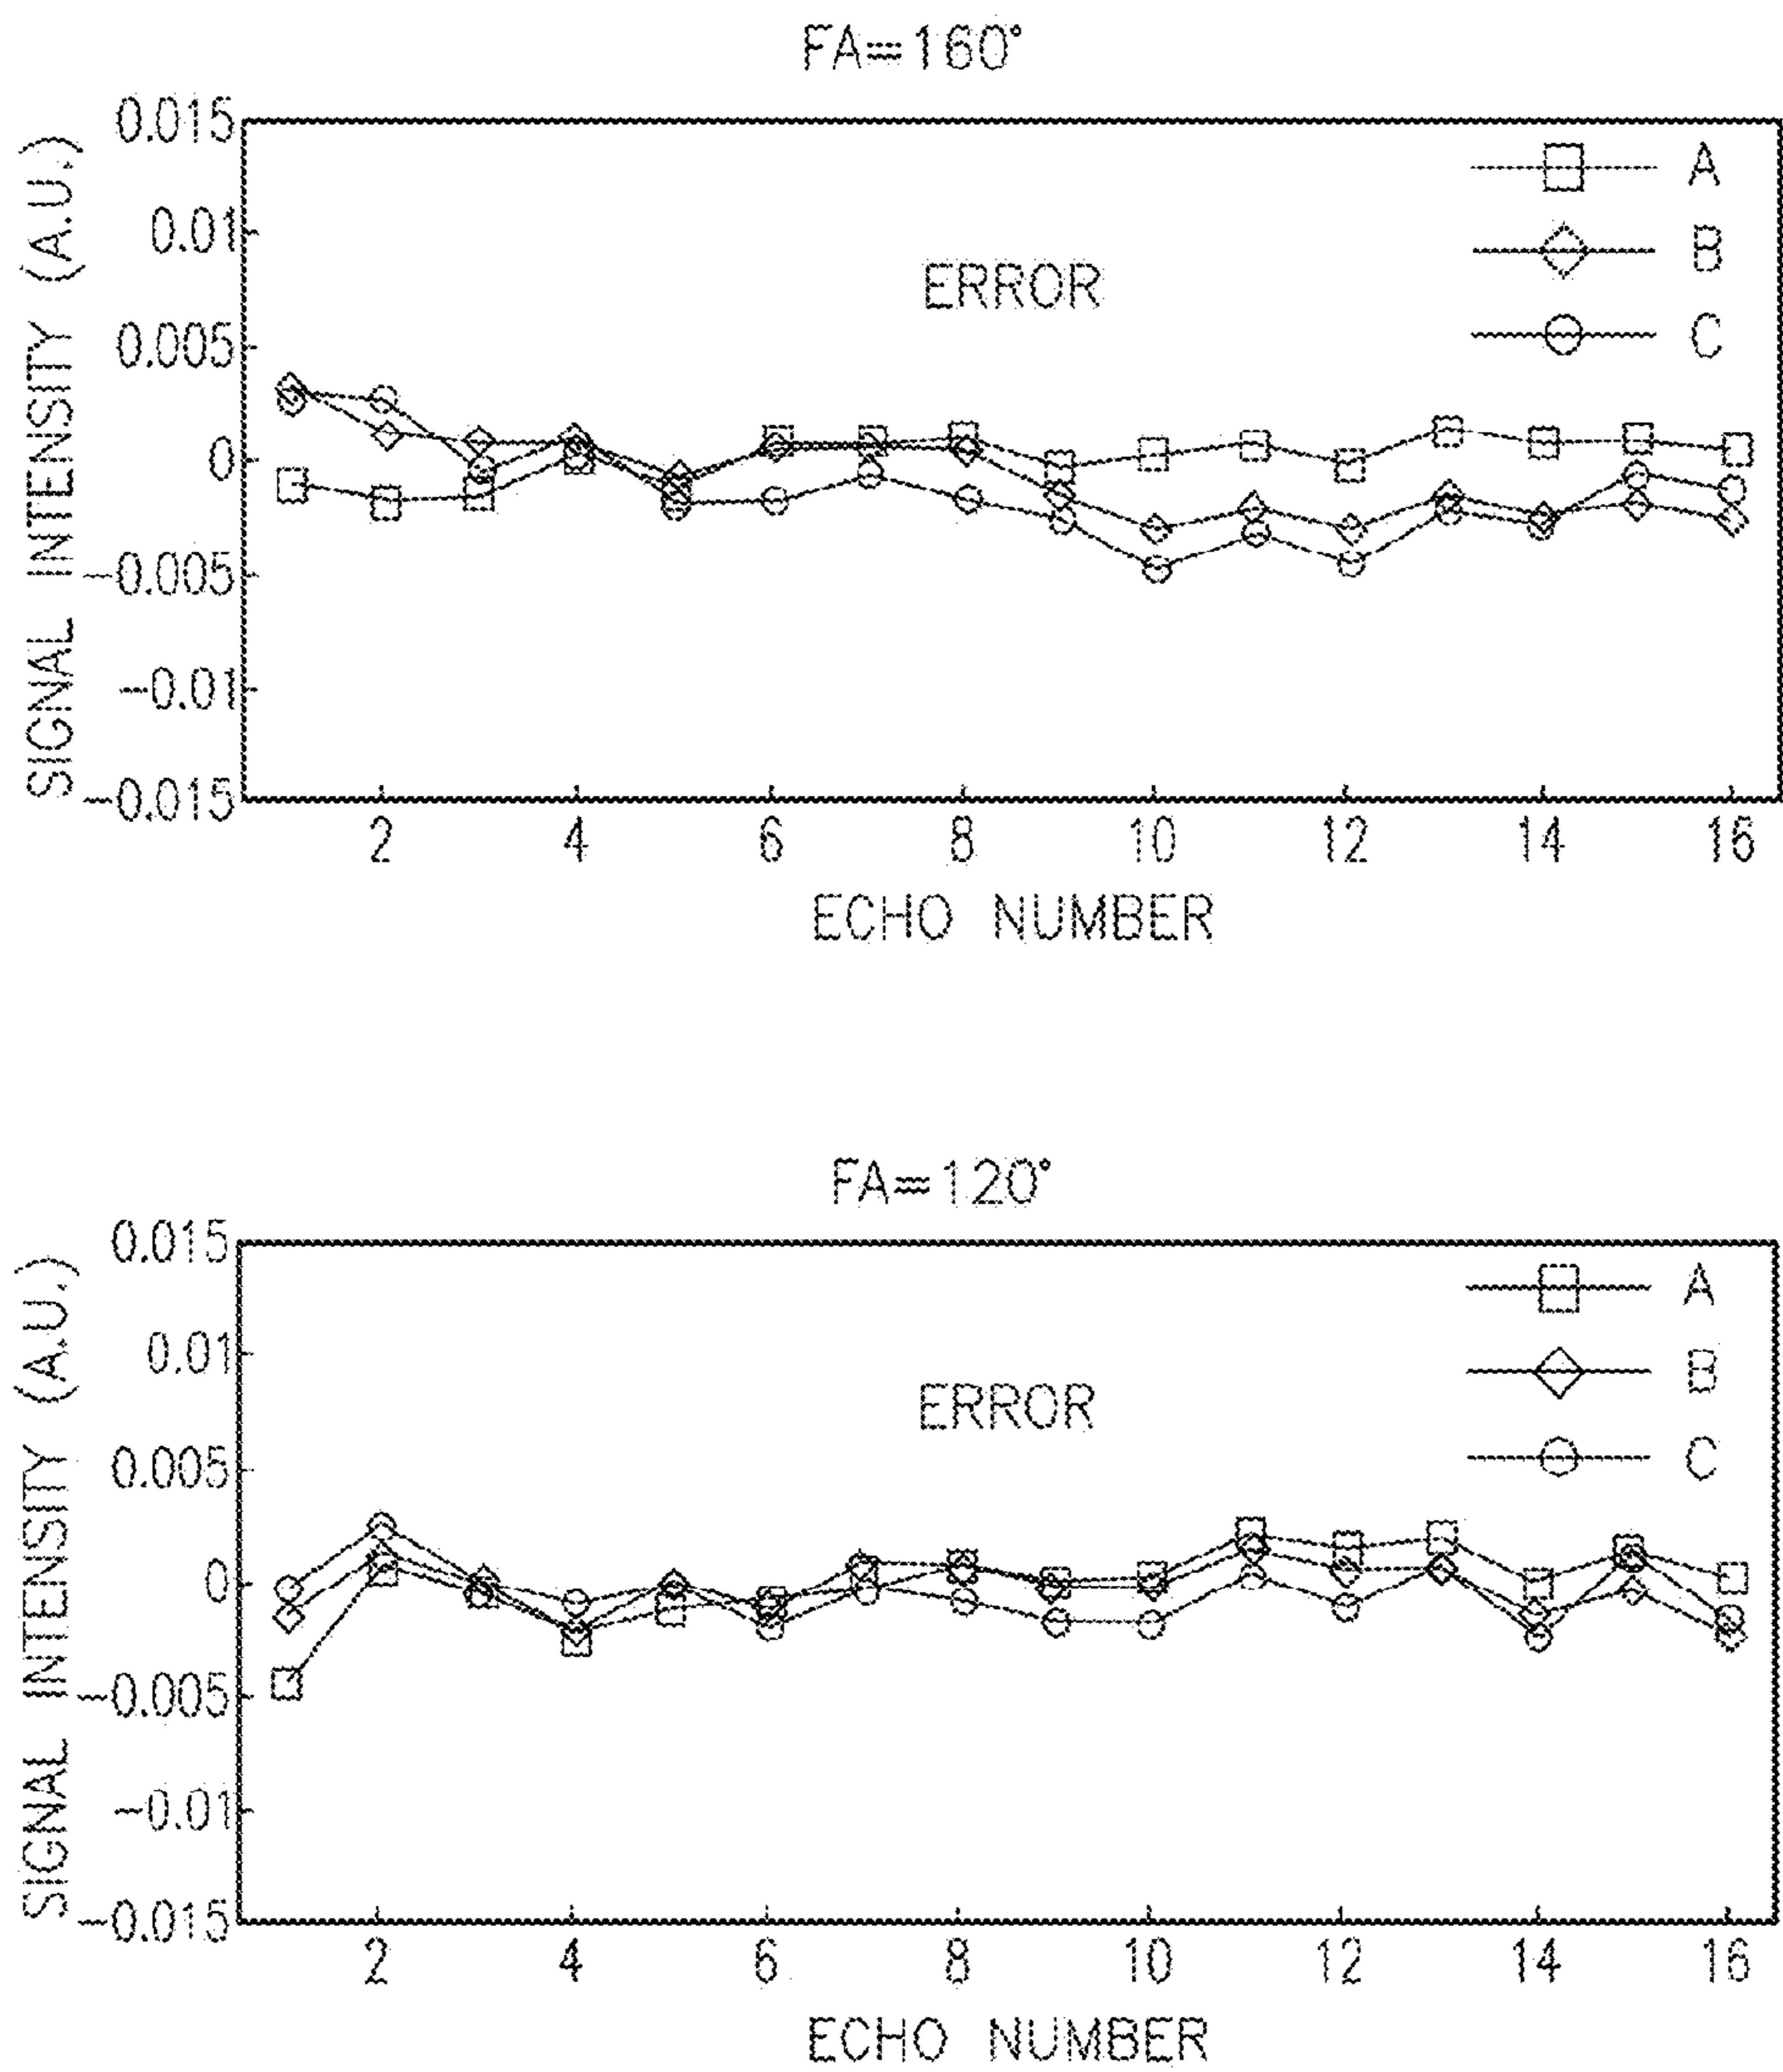 FA=160°
SIGNAL INTENSITY (A.U.)
0.015
0.01
0.005
0
-0.005
-0.01
-0.015
ERROR
A
B
C
2 4 6 8 10 12 14 16
ECHO NUMBER
FA=120°
SIGNAL INTENSITY (A.U.)
0.015
0.01
0.005
0
-0.005
-0.01
-0.015
ERROR
A
B
C
2 4 6 8 10 12 14 16
ECHO NUMBER